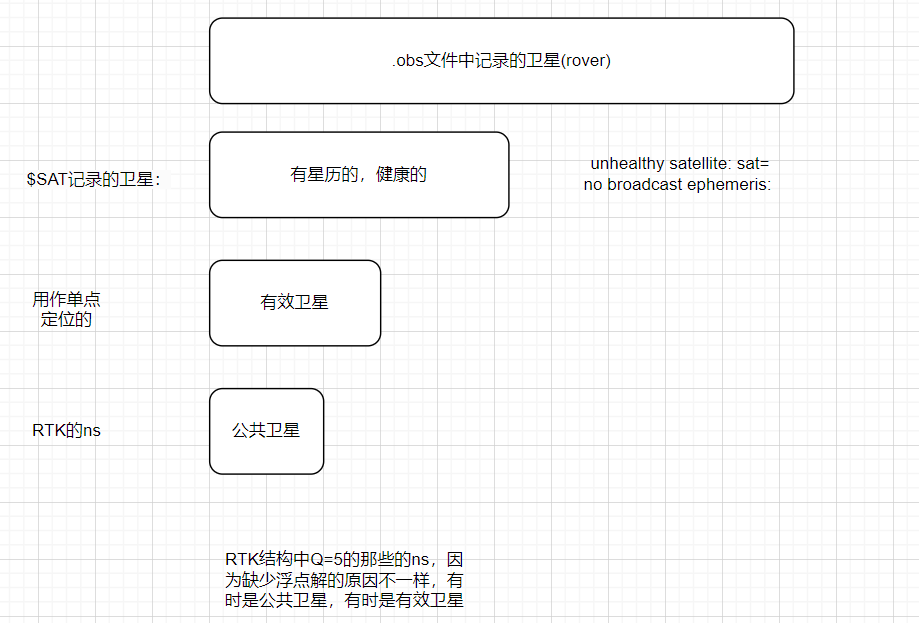 .obs文件中记录的卫星(rover)
$SAT记录的卫星：
有星历的，健康的
unhealthy satellite: sat=
no broadcast ephemeris:
用作单点
定位的
有效卫星
RTK的ns
公共卫星
RTK结构中Q=5的那些的ns，因
为缺少浮点解的原因不一样，有
时是公共卫星，有时是有效卫星